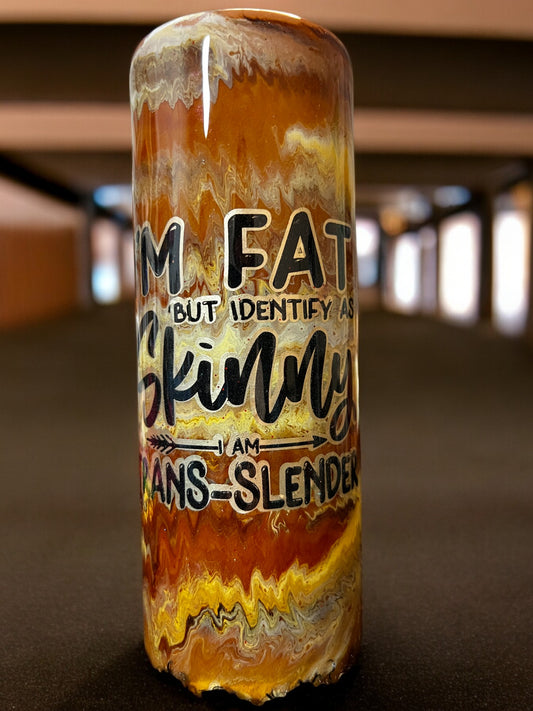 'M FAT
BUT IDENTIFY AS
Skinny
I AM
RANS-SLENDER